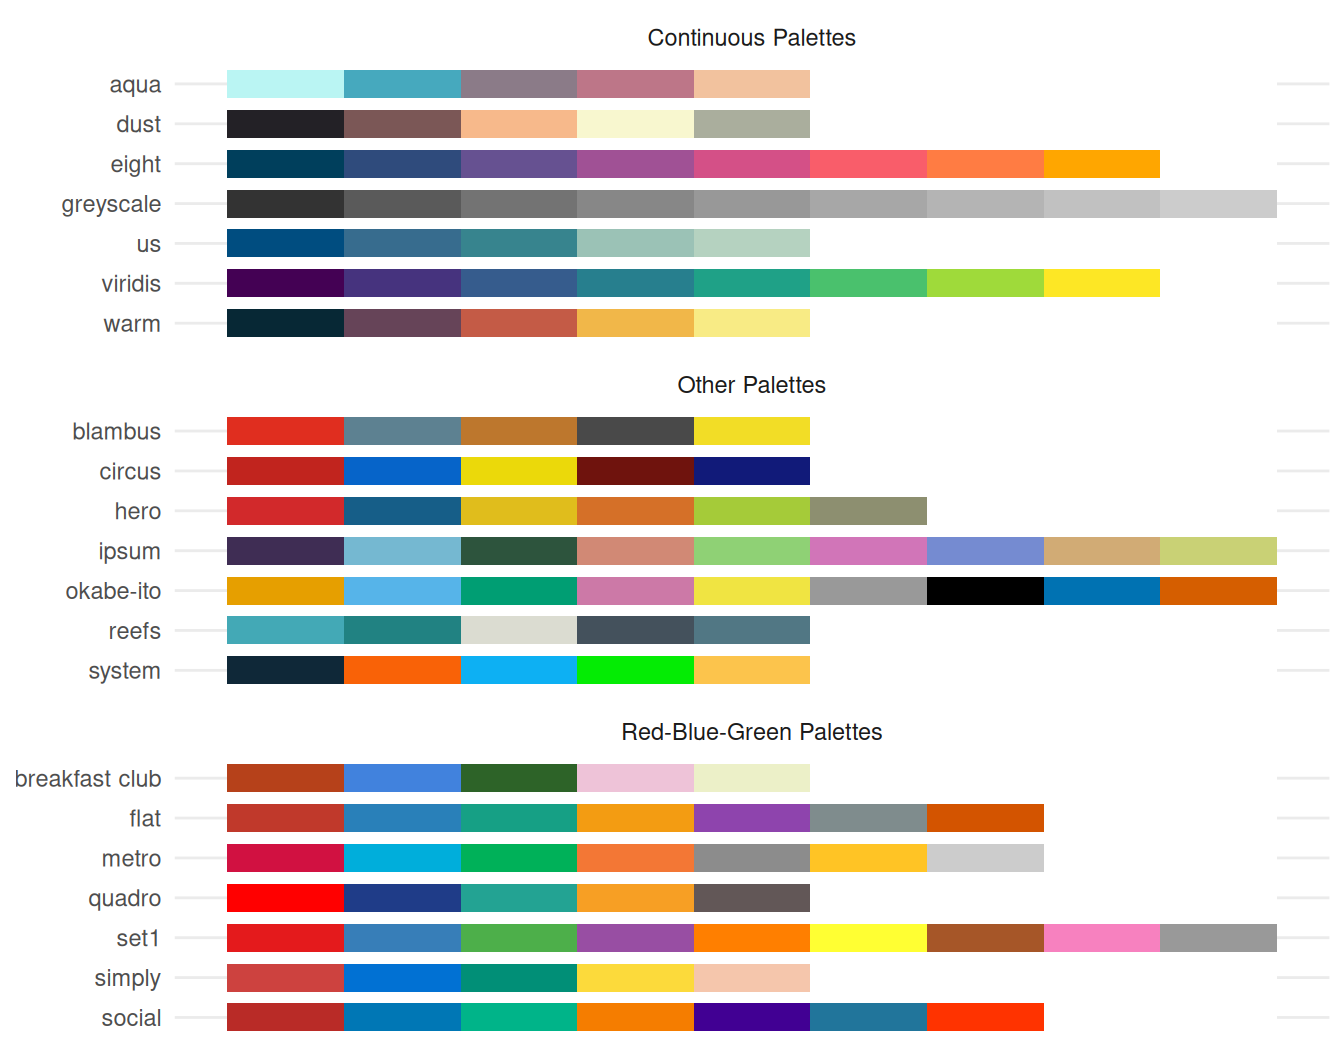 Continuous Palettes
aqua
dust
eight
greyscale
us
viridis
warm
Other Palettes
blambus
circus
hero
ipsum
okabe-ito
reefs
system
Red-Blue-Green Palettes
breakfast club
flat
metro
quadro
set1
simply
social